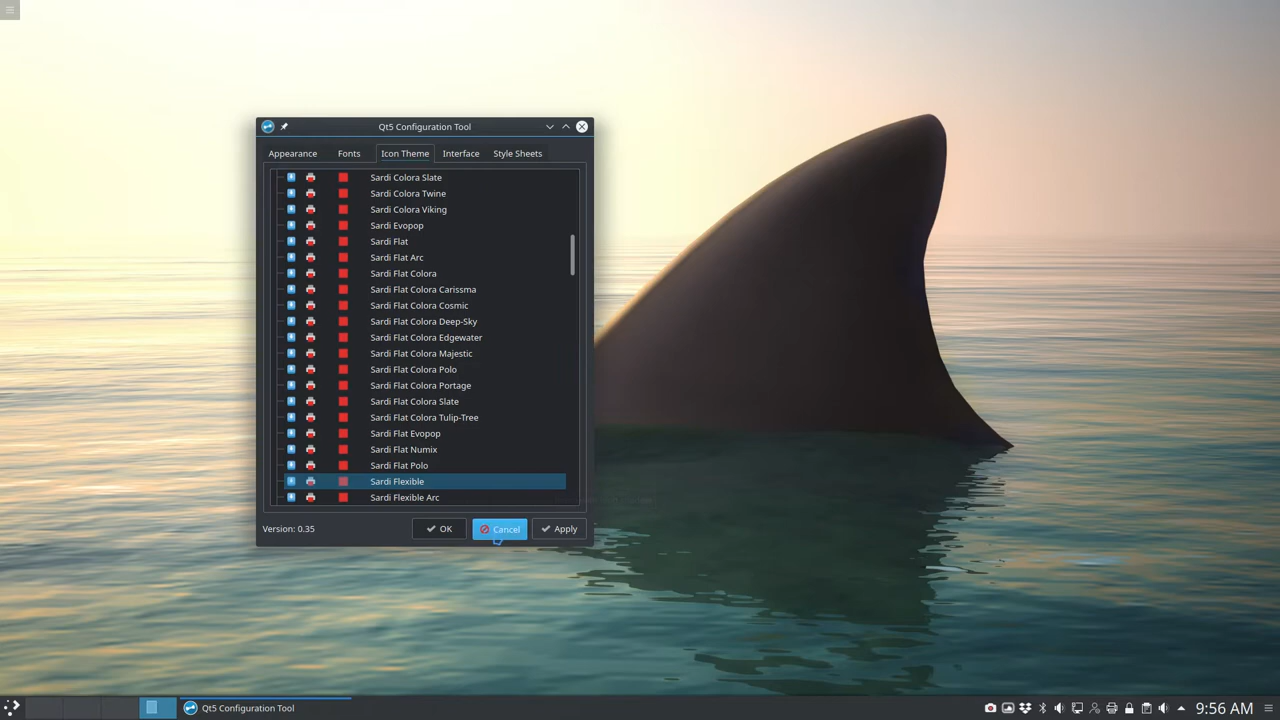 Qt5 Configuration Tool
Appearance
Fonts
Icon Theme
Interface
Style Sheets
Sardi Colora Slate
Sardi Colora Twine
Sardi Colora Viking
Sardi Evopop
Sardi Flat
Sardi Flat Arc
Sardi Flat Colora
Sardi Flat Colora Carissma
Sardi Flat Colora Cosmic
Sardi Flat Colora Deep-Sky
Sardi Flat Colora Edgewater
Sardi Flat Colora Majestic
Sardi Flat Colora Polo
Sardi Flat Colora Portage
Sardi Flat Colora Slate
Sardi Flat Colora Tulip-Tree
Sardi Flat Evopop
Sardi Flat Numix
Sardi Flat Polo
Sardi Flexible
Sardi Flexible Arc
Version: 0.35
OK
Cancel
Apply
Qt5 Configuration Tool
9:56 AM